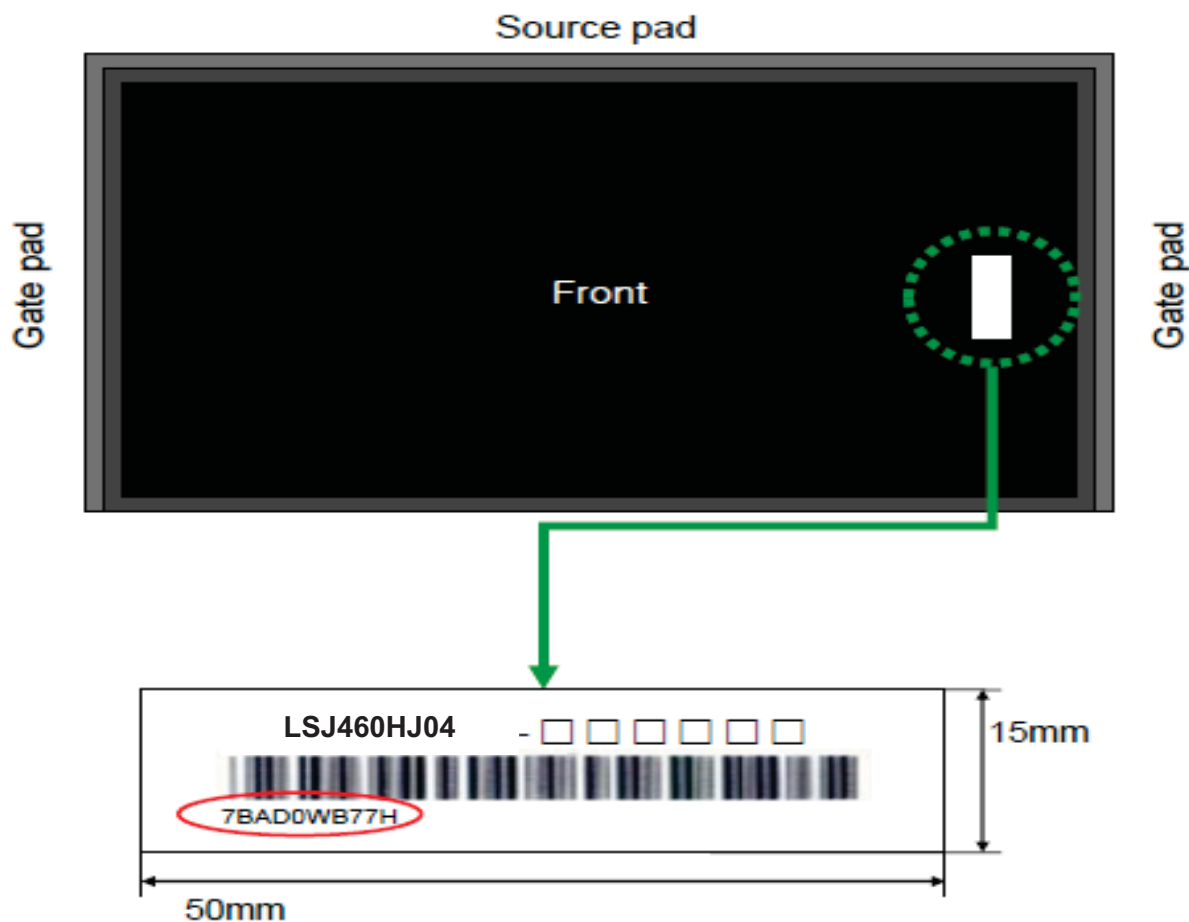 Source pad
Gate pad
Front
Gate pad
LSJ460HJ04 - □ □ □ □ □ □
7BAD0WB77H
15mm
50mm